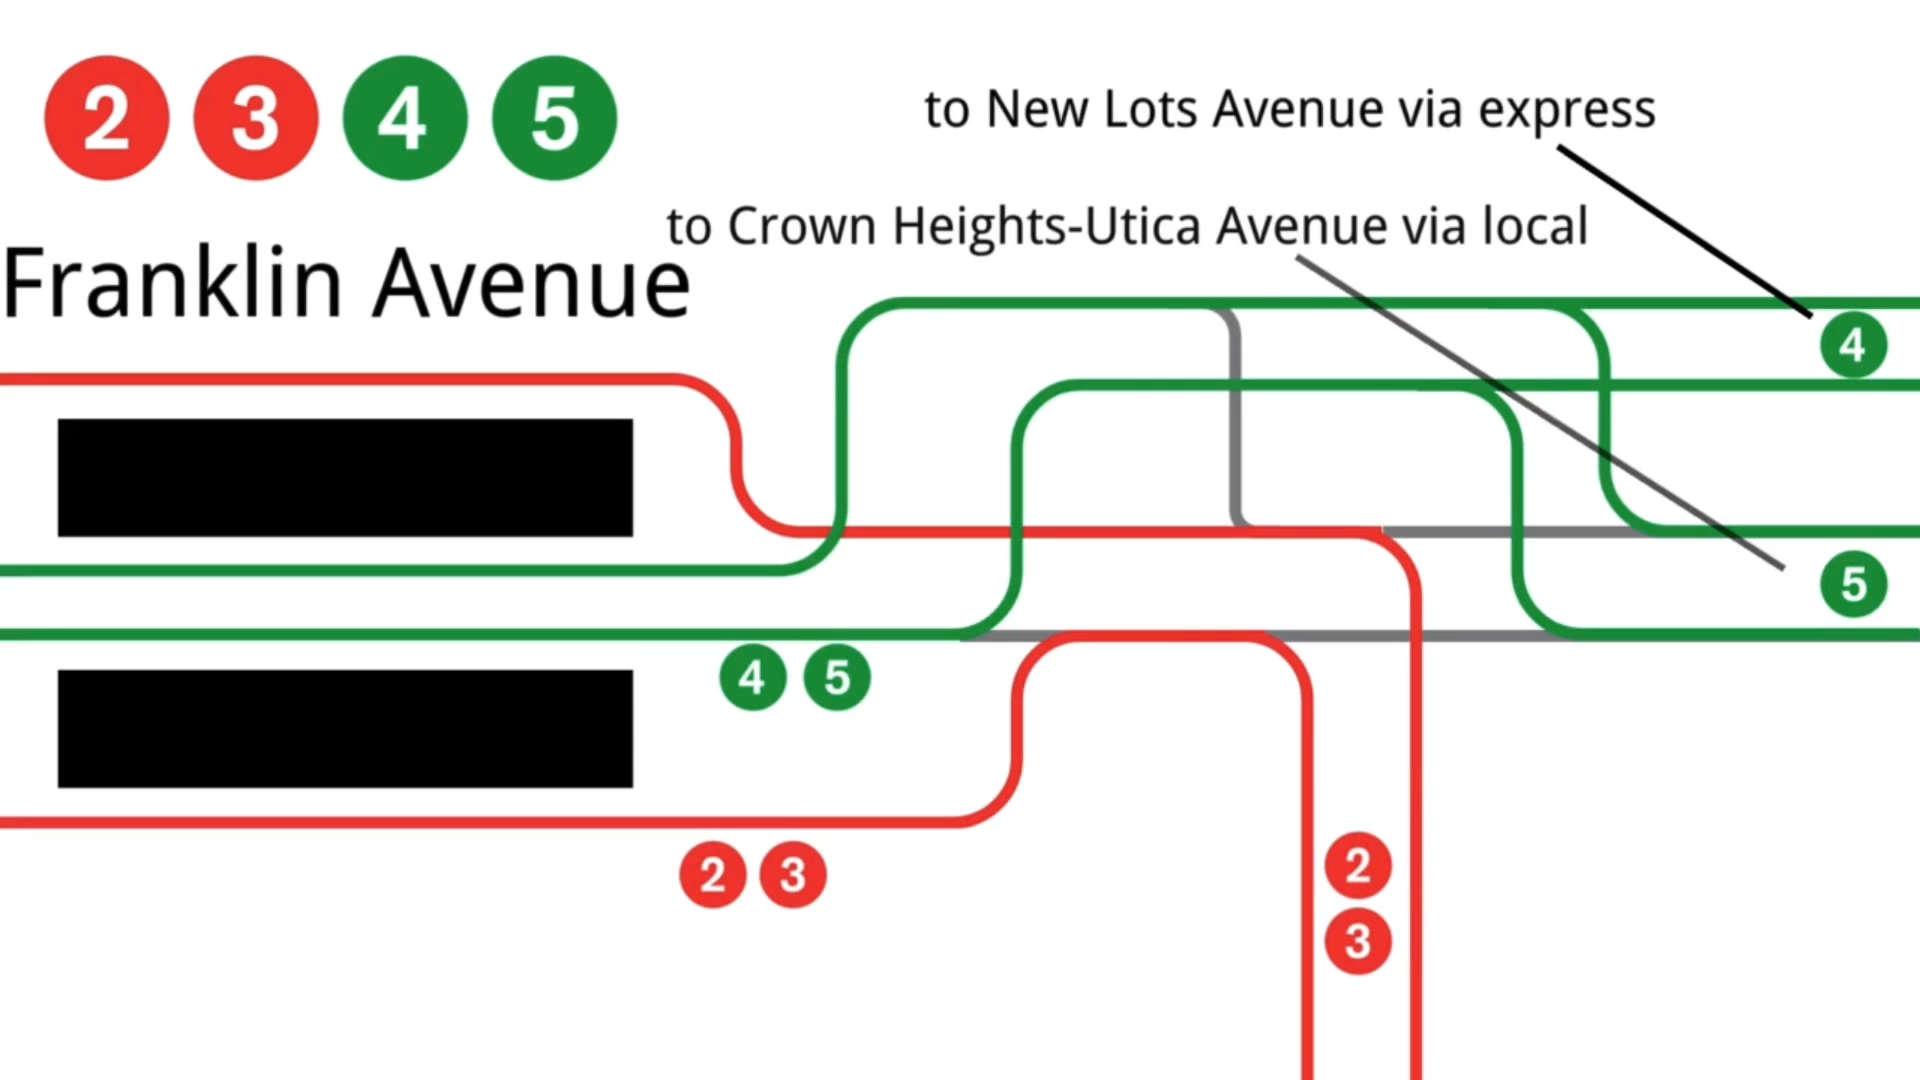 2 3 4 5
to New Lots Avenue via express
to Crown Heights-Utica Avenue via local
Franklin Avenue
4
5
4 5
2 3
2
3